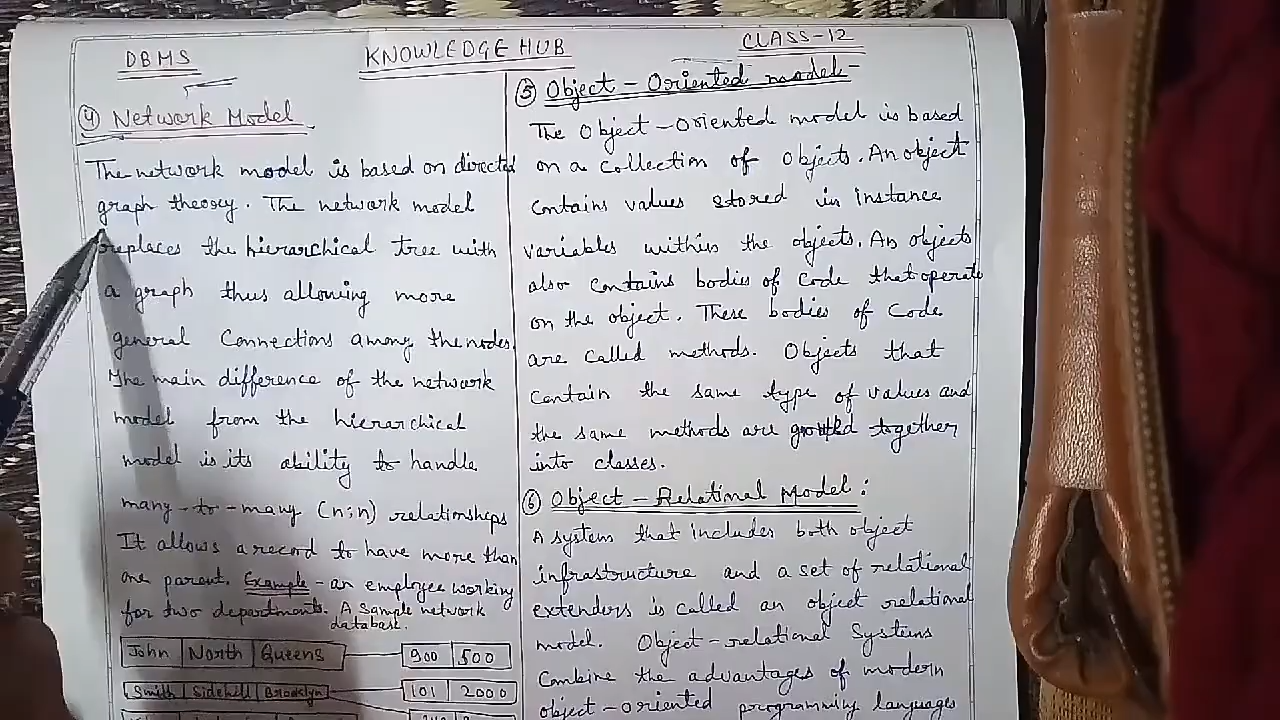 DBMS
KNOWLEDGE HUB
CLASS-12
④ Network Model
The network model is based on directed
graph theory. The network model
replaces the hierarchical tree with
a graph thus allowing more
general Connections among the nodes.
The main difference of the network
model from the hierarchical
model is its ability to handle
many-to-many (n:n) relationships
It allows a record to have more than
one parent. Example - an employee working
for two departments. A Sample network
database.
John North Queens 900 500
Smith Sidehill Brooklyn 101 2000
⑤ Object - Oriented model-
The Object-Oriented model is based
on a Collection of Objects. An object
Contains values stored in instance
variables within the objects. An objects
also Contains bodies of Code that operate
on the object. These bodies of Code
are Called methods. Objects that
Contain the same type of values and
the same methods are together
into classes.
⑥ Object - Relational Model:
A system that includes both object
infrastructure and a set of relational
extenders is called an object relational
model. Object-relational Systems
Combine the advantages of modern
object-oriented programming languages